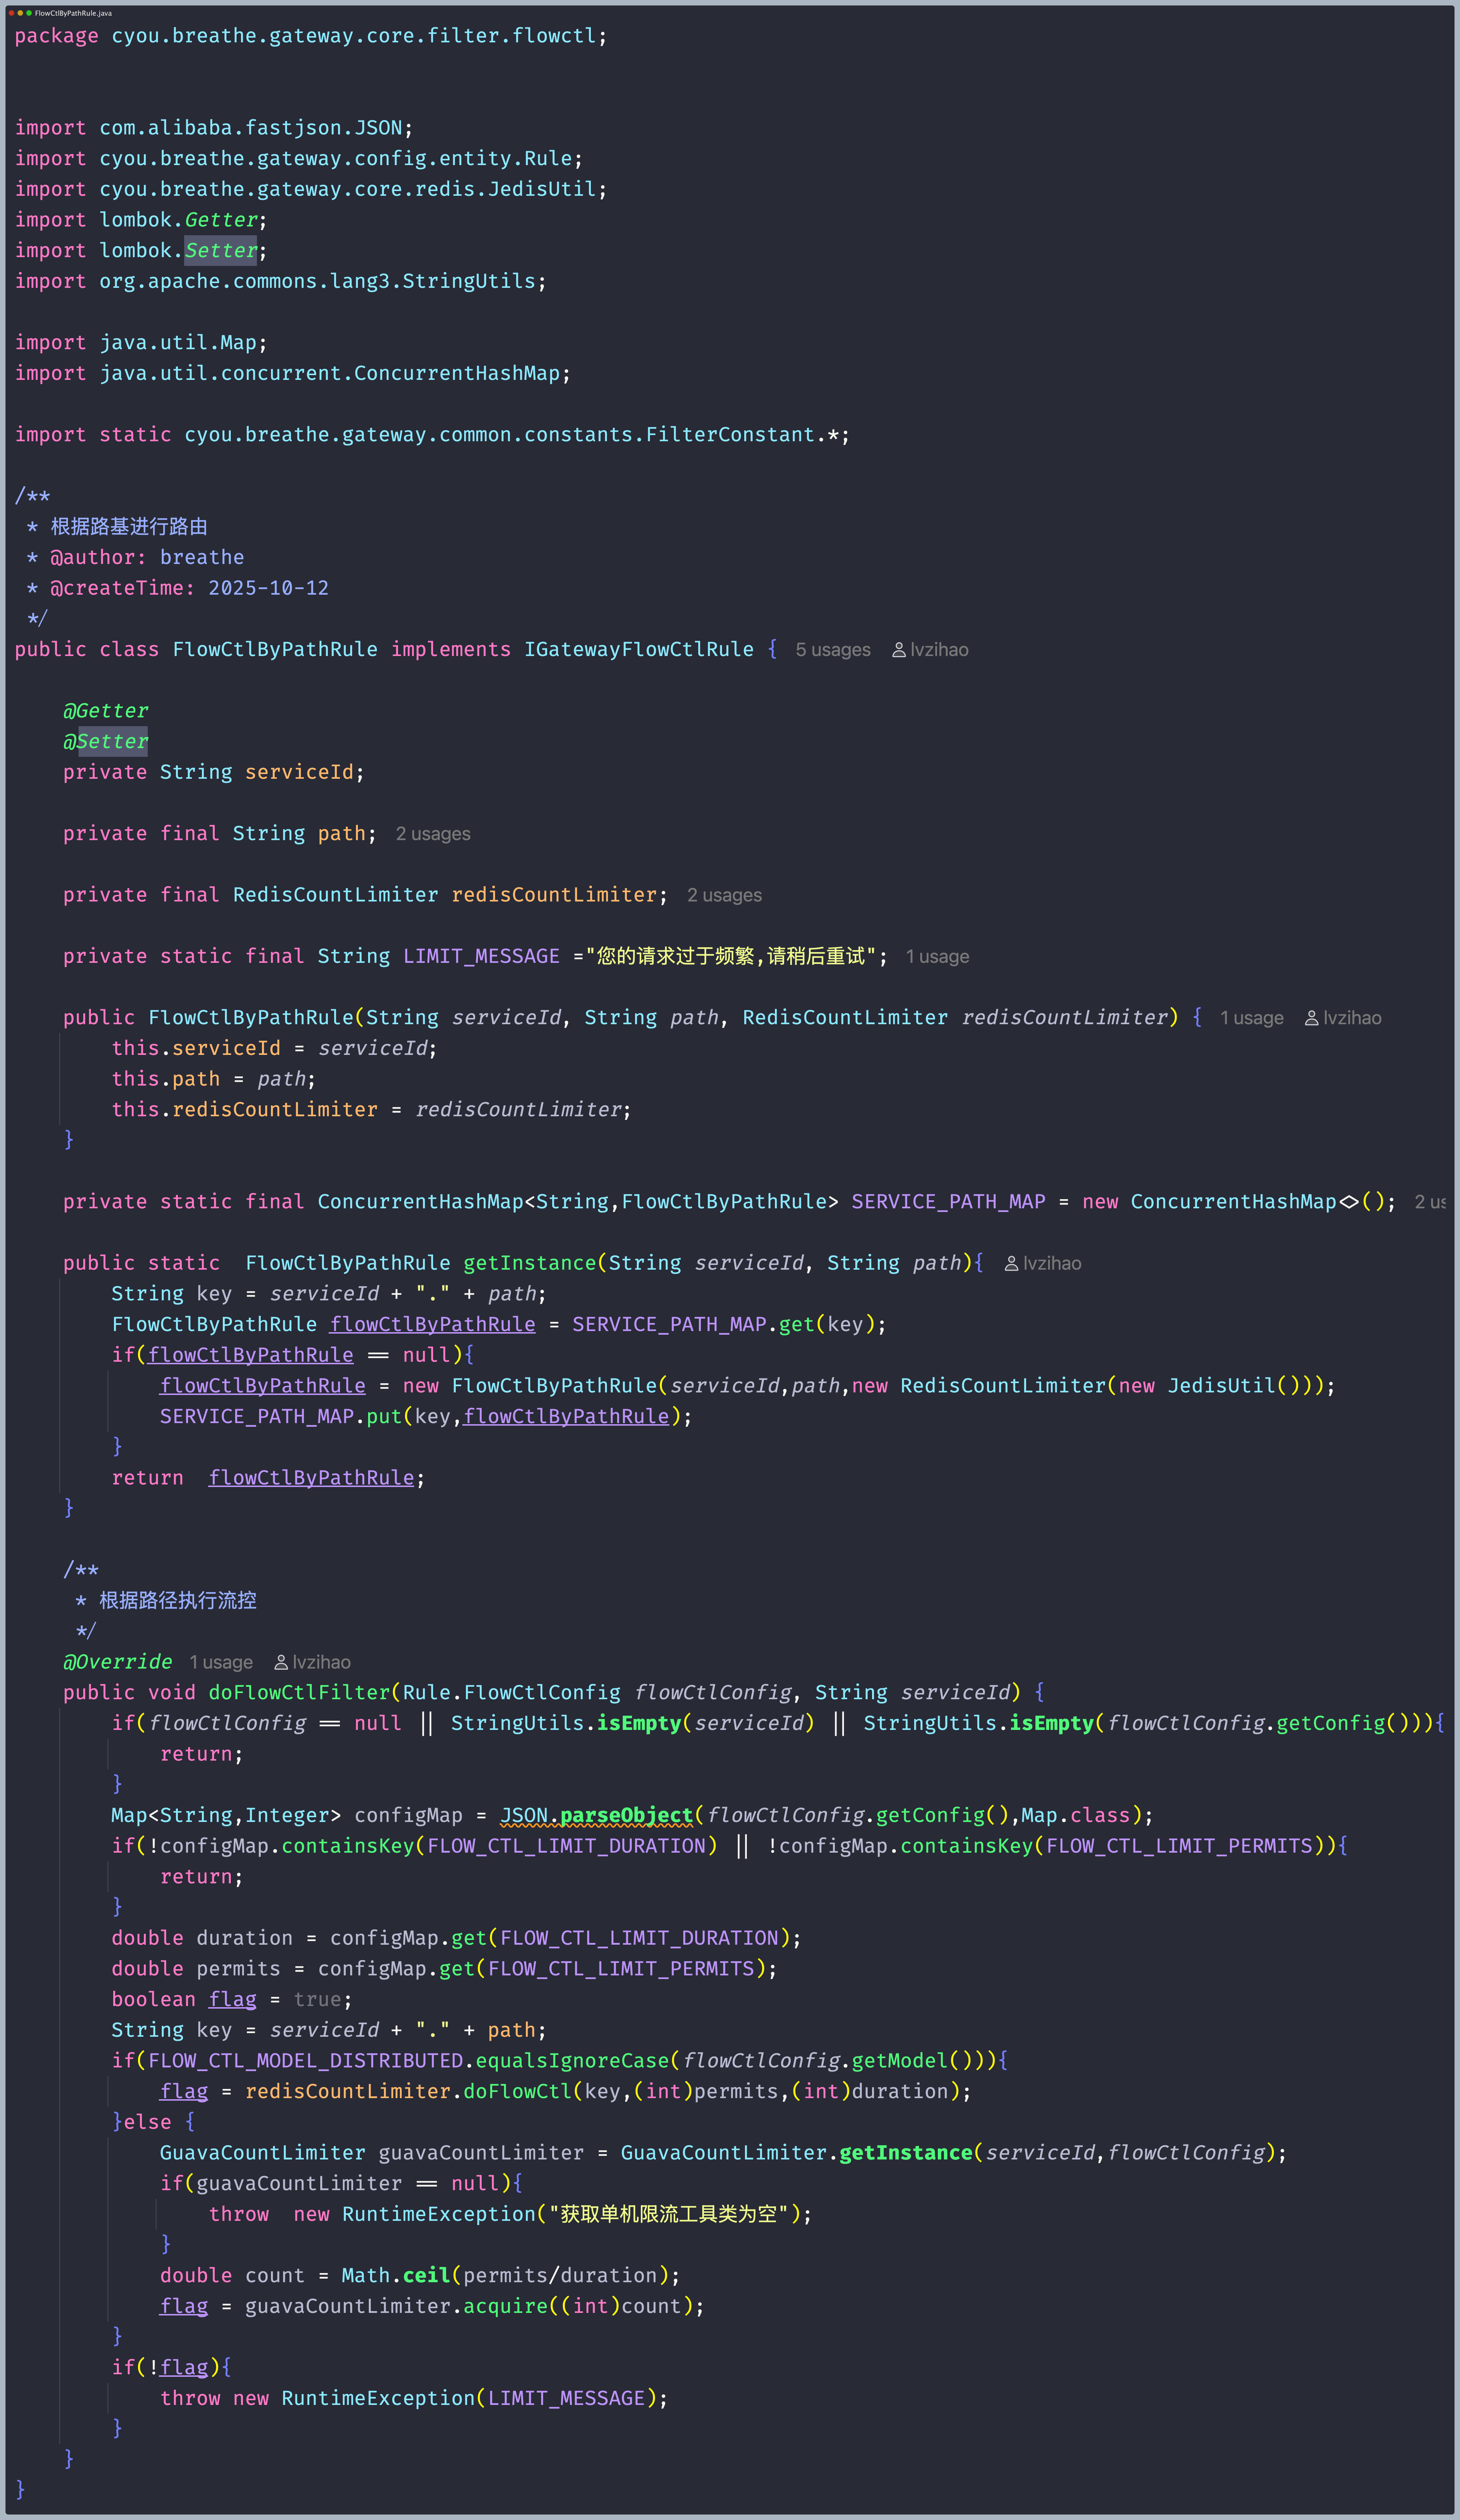 FlowCtlByPathRule.java
package cyou.breathe.gateway.core.filter.flowctl;
import com.alibaba.fastjson.JSON;
import cyou.breathe.gateway.config.entity.Rule;
import cyou.breathe.gateway.core.redis.JedisUtil;
import lombok.Getter;
import lombok.Setter;
import org.apache.commons.lang3.StringUtils;
import java.util.Map;
import java.util.concurrent.ConcurrentHashMap;
import static cyou.breathe.gateway.common.constants.FilterConstant.*;
/**
 * 根据路基进行路由
 * @author: breathe
 * @createTime: 2025-10-12
 */
public class FlowCtlByPathRule implements IGatewayFlowCtlRule { 5 usages lvzihao
    @Getter
    @Setter
    private String serviceId;
    private final String path; 2 usages
    private final RedisCountLimiter redisCountLimiter; 2 usages
    private static final String LIMIT_MESSAGE ="您的请求过于频繁,请稍后重试"; 1 usage
    public FlowCtlByPathRule(String serviceId, String path, RedisCountLimiter redisCountLimiter) { 1 usage lvzihao
        this.serviceId = serviceId;
        this.path = path;
        this.redisCountLimiter = redisCountLimiter;
    }
    private static final ConcurrentHashMap<String,FlowCtlByPathRule> SERVICE_PATH_MAP = new ConcurrentHashMap<>(); 2 us
    public static  FlowCtlByPathRule getInstance(String serviceId, String path){ lvzihao
        String key = serviceId + "." + path;
        FlowCtlByPathRule flowCtlByPathRule = SERVICE_PATH_MAP.get(key);
        if(flowCtlByPathRule == null){
            flowCtlByPathRule = new FlowCtlByPathRule(serviceId,path,new RedisCountLimiter(new JedisUtil()));
            SERVICE_PATH_MAP.put(key,flowCtlByPathRule);
        }
        return  flowCtlByPathRule;
    }
    /**
     * 根据路径执行流控
     */
    @Override 1 usage lvzihao
    public void doFlowCtlFilter(Rule.FlowCtlConfig flowCtlConfig, String serviceId) {
        if(flowCtlConfig == null || StringUtils.isEmpty(serviceId) || StringUtils.isEmpty(flowCtlConfig.getConfig())){
            return;
        }
        Map<String,Integer> configMap = JSON.parseObject(flowCtlConfig.getConfig(),Map.class);
        if(!configMap.containsKey(FLOW_CTL_LIMIT_DURATION) || !configMap.containsKey(FLOW_CTL_LIMIT_PERMITS)){
            return;
        }
        double duration = configMap.get(FLOW_CTL_LIMIT_DURATION);
        double permits = configMap.get(FLOW_CTL_LIMIT_PERMITS);
        boolean flag = true;
        String key = serviceId + "." + path;
        if(FLOW_CTL_MODEL_DISTRIBUTED.equalsIgnoreCase(flowCtlConfig.getModel())){
            flag = redisCountLimiter.doFlowCtl(key,(int)permits,(int)duration);
        }else {
            GuavaCountLimiter guavaCountLimiter = GuavaCountLimiter.getInstance(serviceId,flowCtlConfig);
            if(guavaCountLimiter == null){
                throw  new RuntimeException("获取单机限流工具类为空");
            }
            double count = Math.ceil(permits/duration);
            flag = guavaCountLimiter.acquire((int)count);
        }
        if(!flag){
            throw new RuntimeException(LIMIT_MESSAGE);
        }
    }
}